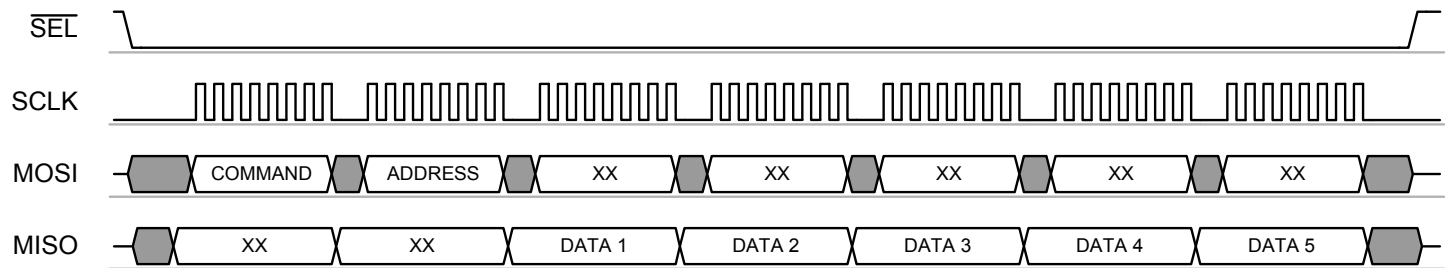 SEL
SCLK
MOSI COMMAND ADDRESS XX XX XX XX XX
MISO XX XX DATA 1 DATA 2 DATA 3 DATA 4 DATA 5